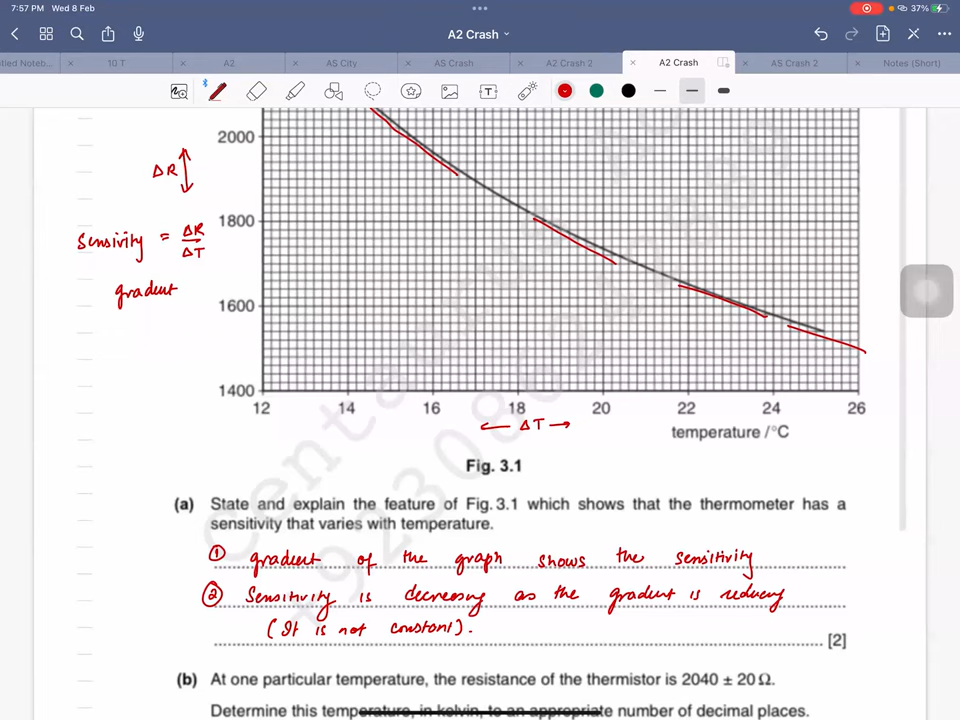 7:57 PM Wed 8 Feb
37%
A2 Crash
lied Noteb...
10 T
A2
AS City
AS Crash
A2 Crash 2
A2 Crash
AS Crash 2
Notes (Short)
2000
ΔR
1800
Sensivity = ΔR
ΔT
gradent
1600
1400
12 14 16 18 20 22 24 26
← ΔT →
temperature / °C
Fig. 3.1
(a) State and explain the feature of Fig. 3.1 which shows that the thermometer has a
sensitivity that varies with temperature.
① gradent of the graph shows the sensitivity
② Sensitivity is decreasing as the gradent is reducing
(It is not constant).
[2]
(b) At one particular temperature, the resistance of the thermistor is 2040 ± 20 Ω.
Determine this temperature, in kelvin, to an appropriate number of decimal places.